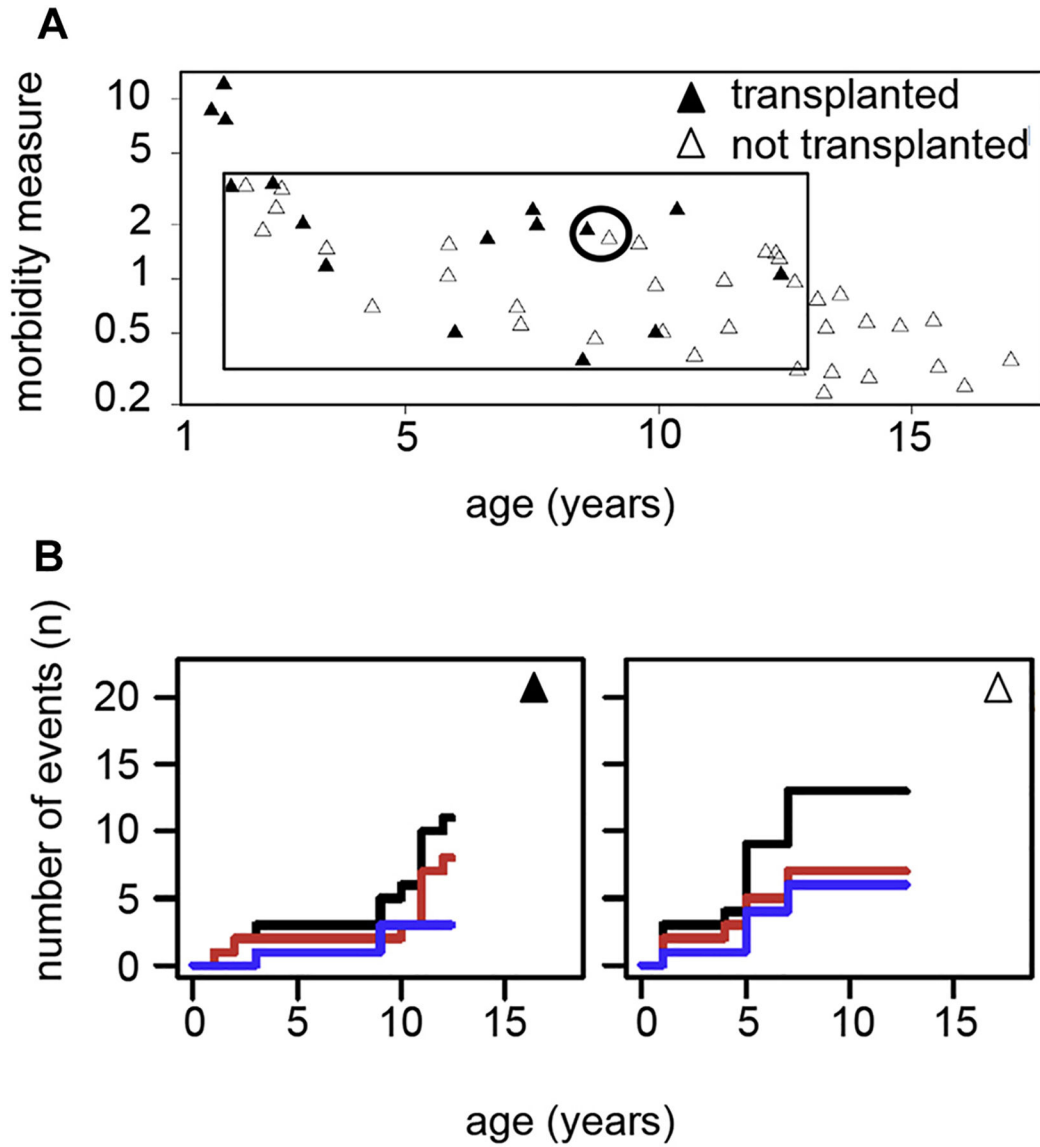 A
morbidity measure
10
5
2
1
0.5
0.2
transplanted
not transplanted
1 5 10 15
age (years)
B
number of events (n)
20
15
10
5
0
0 5 10 15
0 5 10 15
age (years)